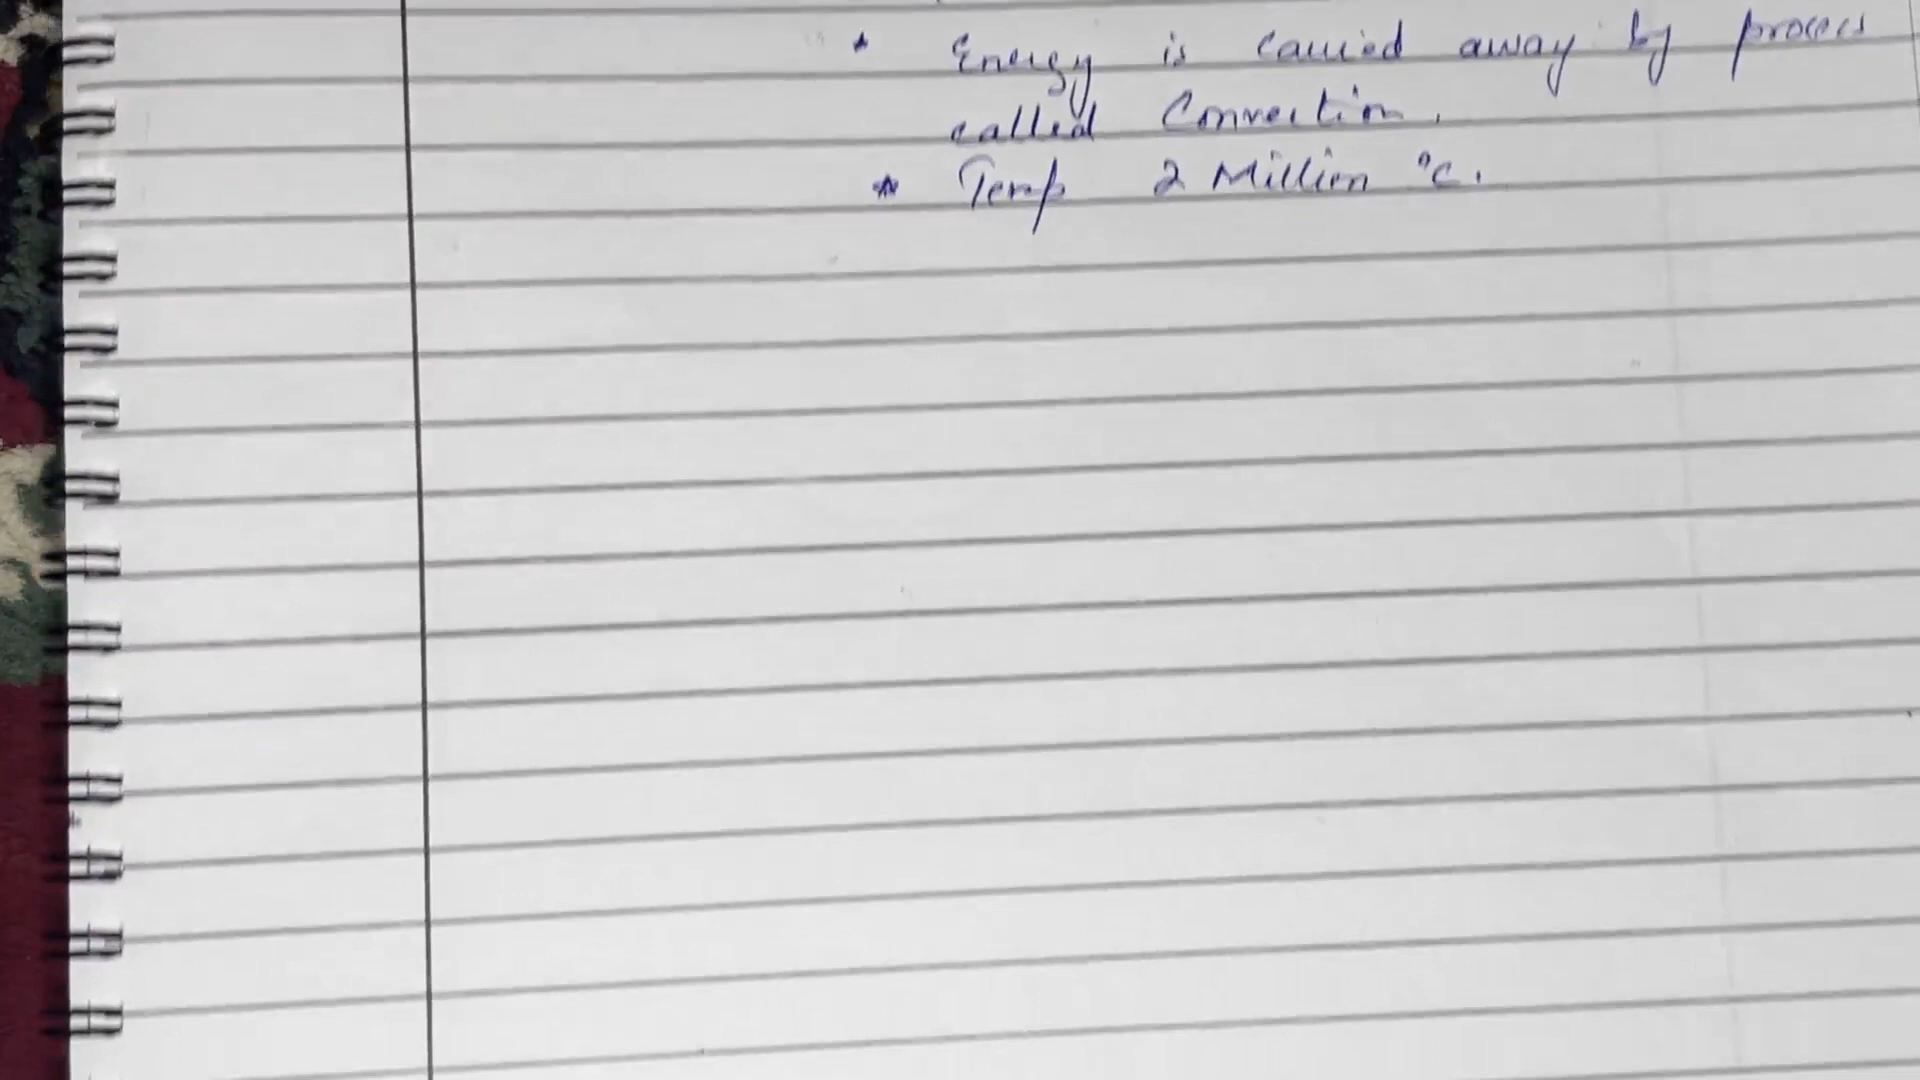 * Energy is carried away by process
called Convection.
* Temp 2 Million °C.